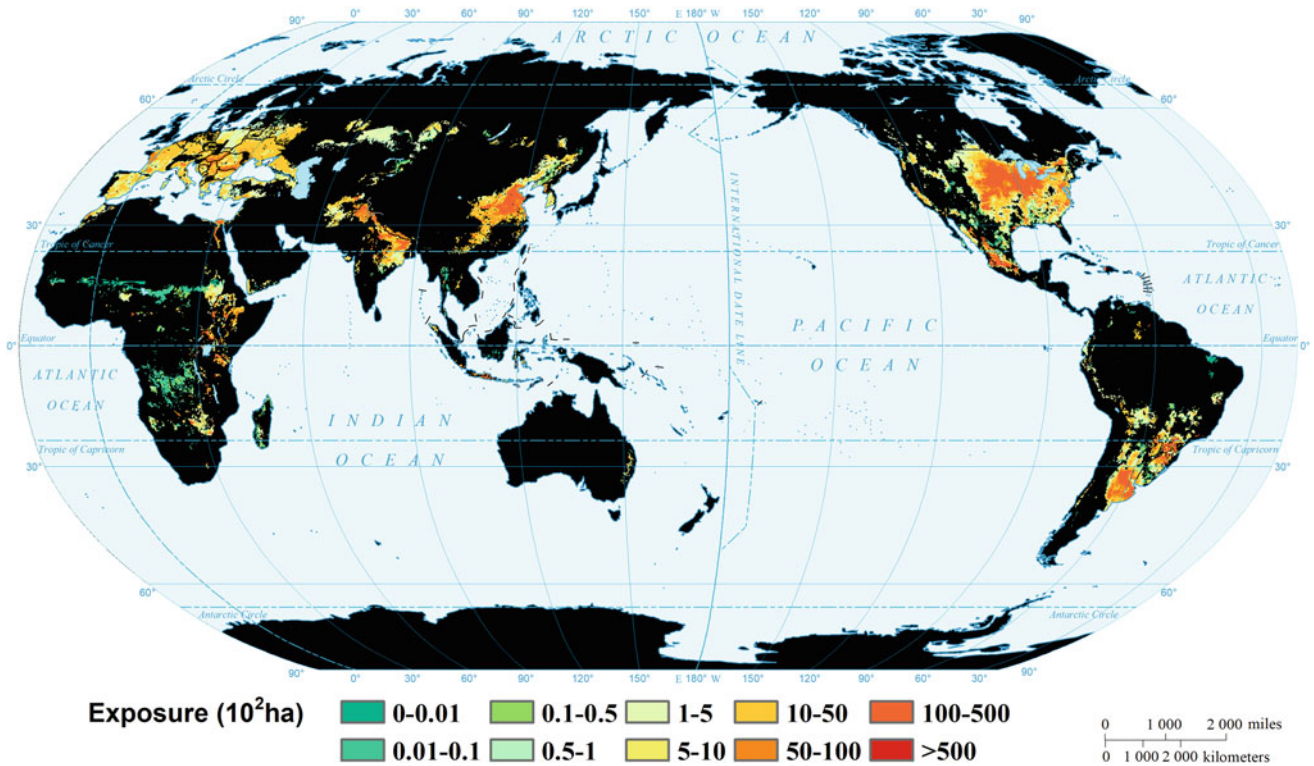 90° 60° 30° 0° 30° 60° 90° 120° 150° E 180° W 150° 120° 90° 60° 30° 90°
ARCTIC OCEAN
Arctic Circle Arctic Circle
60° 60°
30° 30°
INTERNATIONAL DATE LINE
Tropic of Cancer Tropic of Cancer
ATLANTIC
OCEAN
PACIFIC
OCEAN
Equator Equator
0° 0°
ATLANTIC
OCEAN
INDIAN
OCEAN
Tropic of Capricorn Tropic of Capricorn
30° 30°
60° 60°
Antarctic Circle Antarctic Circle
90° 0° 30° 60° 90° 120° 150° E 180° W 150° 120° 90° 60° 30° 90°
Exposure (10²ha) 0-0.01 0.1-0.5 1-5 10-50 100-500
0.01-0.1 0.5-1 5-10 50-100 >500
0 1 000 2 000 miles
0 1 000 2 000 kilometers